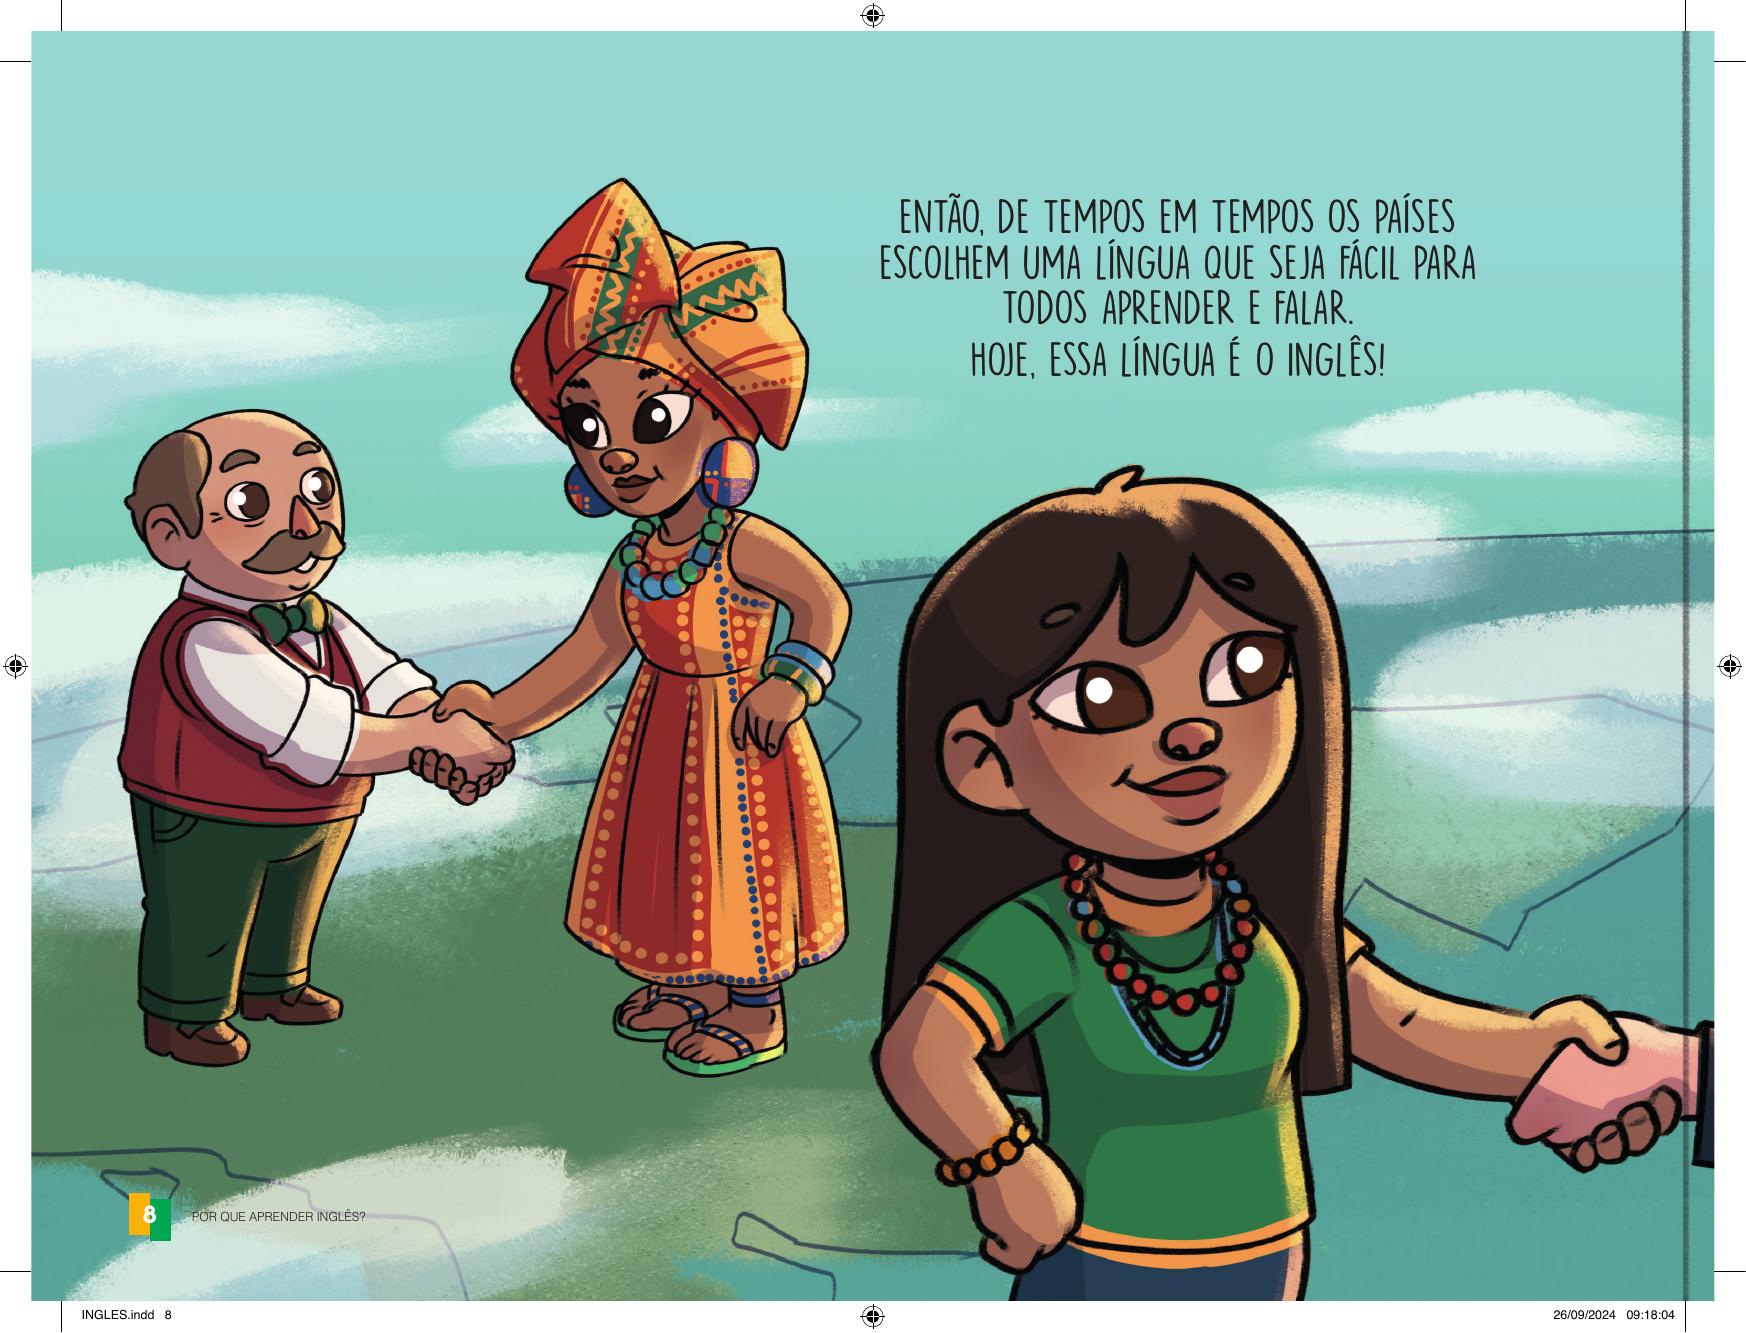 ENTÃO, DE TEMPOS EM TEMPOS OS PAÍSES
ESCOLHEM UMA LÍNGUA QUE SEJA FÁCIL PARA
TODOS APRENDER E FALAR.
HOJE, ESSA LÍNGUA É O INGLÊS!
8 POR QUE APRENDER INGLÊS?
INGLES.indd 8 26/09/2024 09:18:04